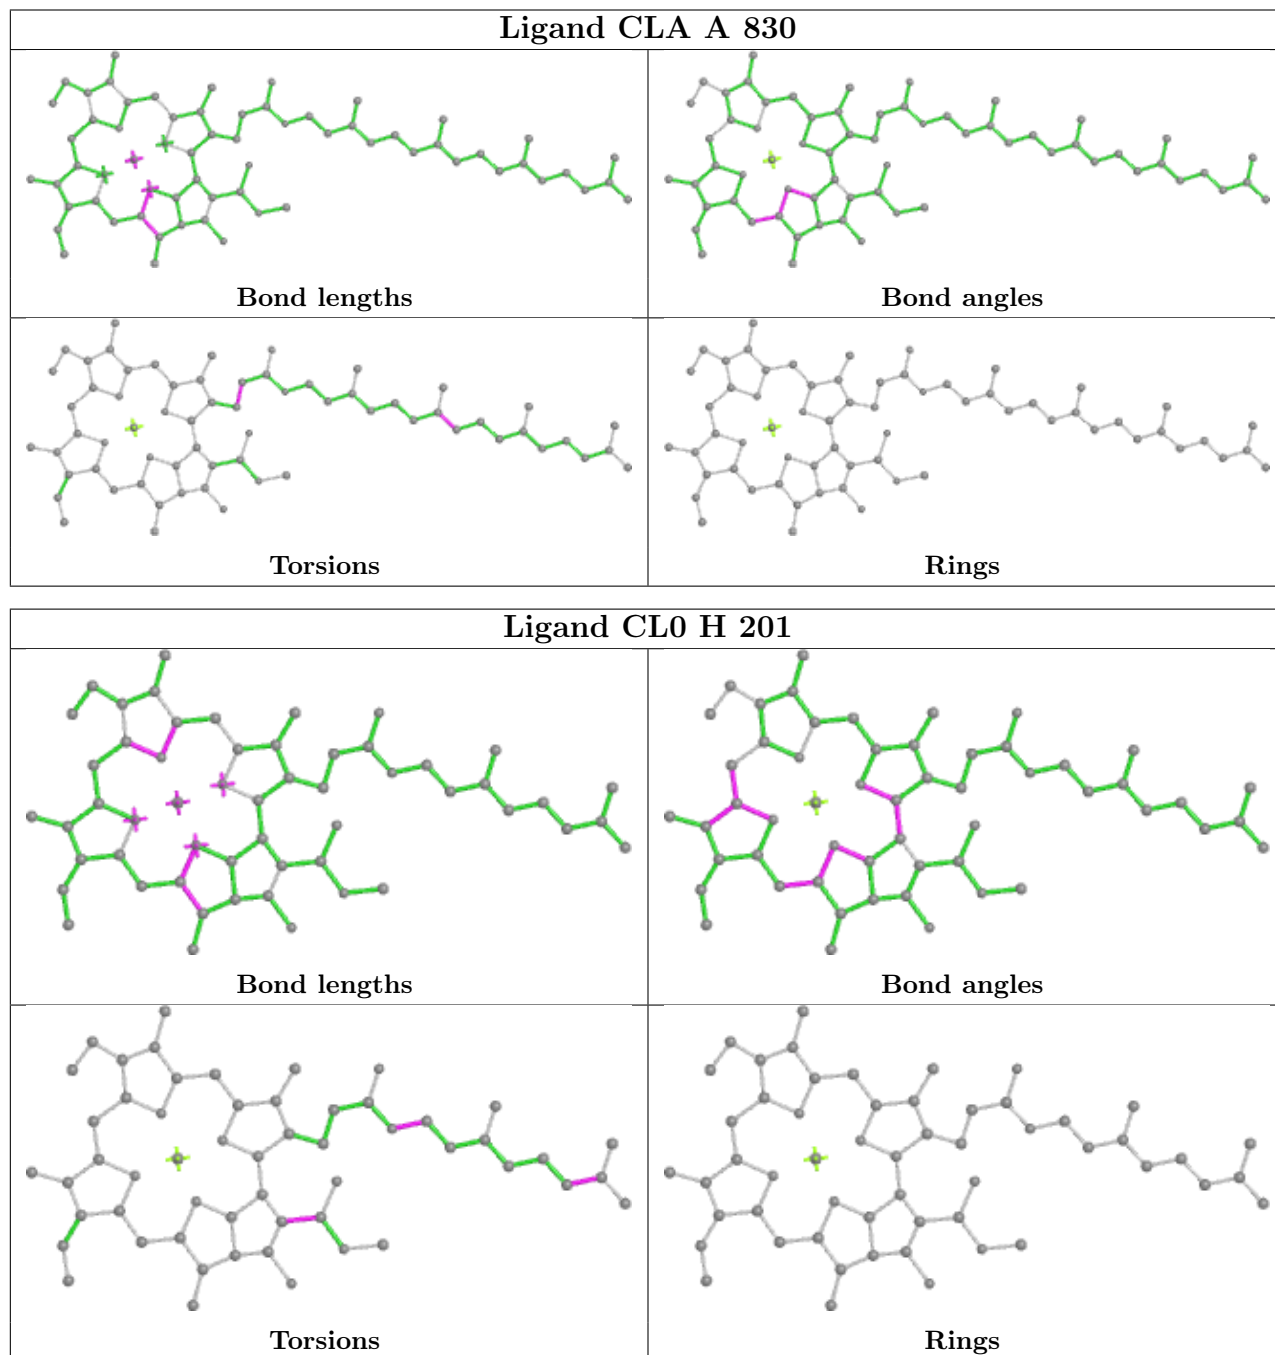 Ligand CLA A 830
Bond lengths
Bond angles
Torsions
Rings
Ligand CL0 H 201
Bond lengths
Bond angles
Torsions
Rings